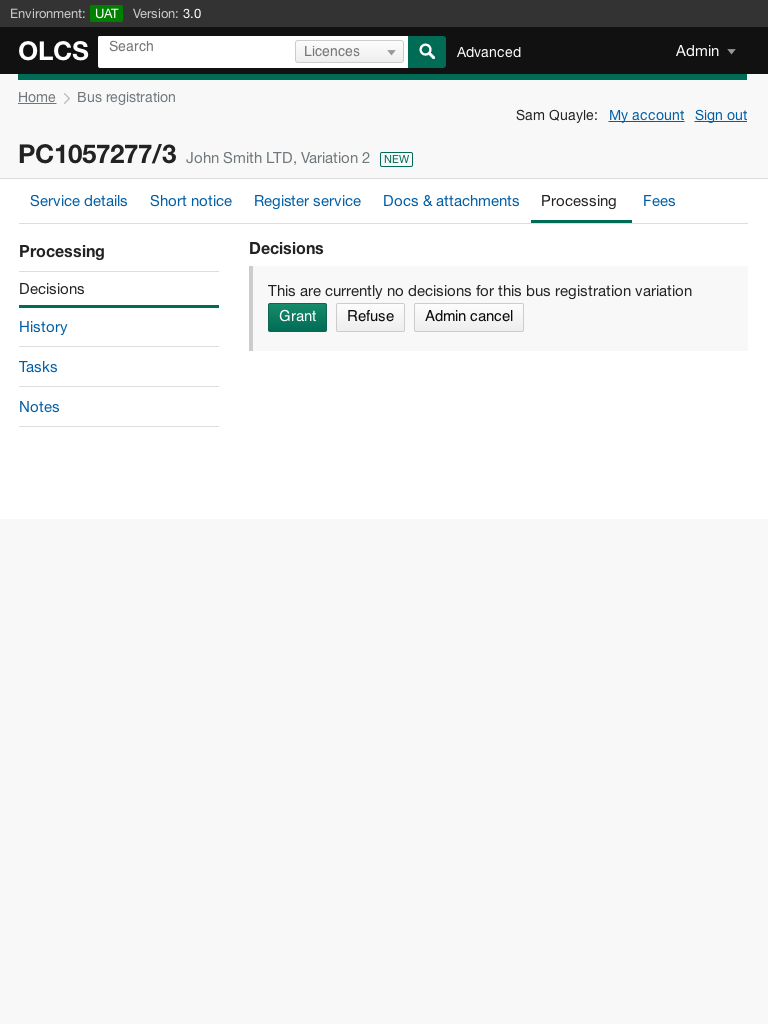 Environment: UAT Version: 3.0
OLCS Search Licences Advanced Admin
Home Bus registration
Sam Quayle: My account Sign out
PC1057277/3 John Smith LTD, Variation 2 NEW
Service details Short notice Register service Docs & attachments Processing Fees
Processing
Decisions
History
Tasks
Notes
Decisions
This are currently no decisions for this bus registration variation
Grant Refuse Admin cancel